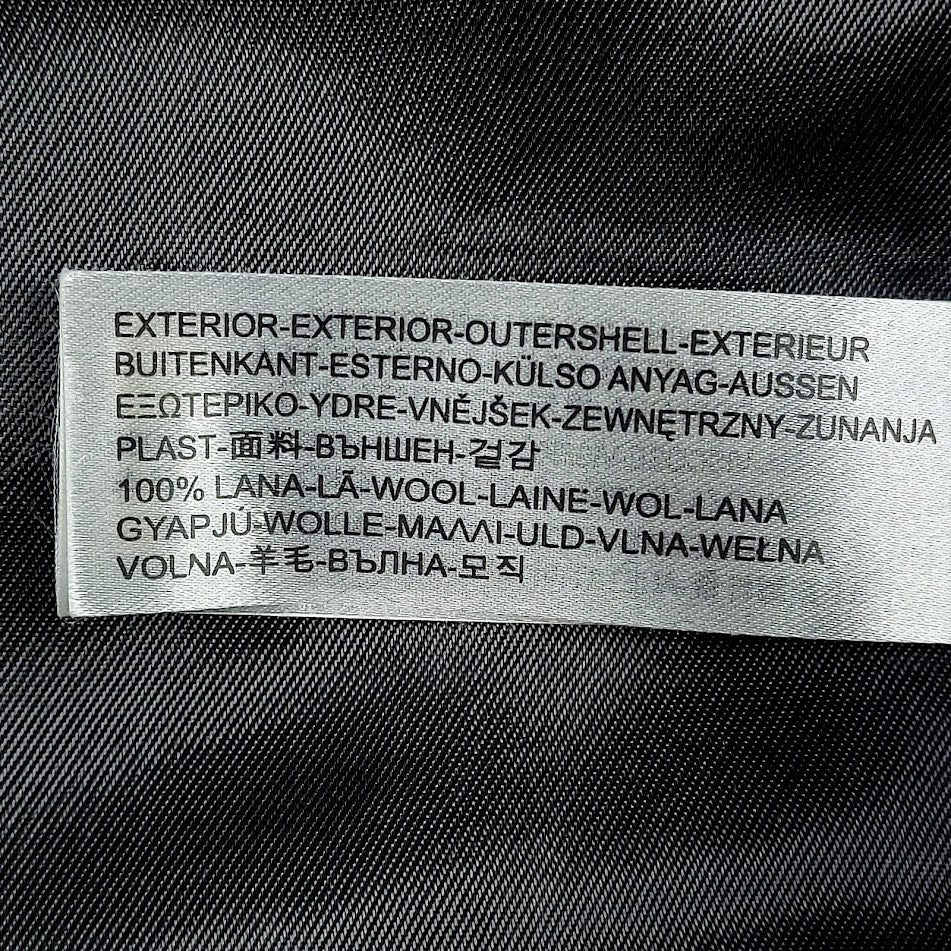 EXTERIOR-EXTERIOR-OUTERSHELL-EXTERIEUR
BUITENKANT-ESTERNO-KÜLSO ANYAG-AUSSEN
ΕΞΩΤΕΡΙΚΟ-YDRE-VNĚJŠEK-ZEWNĘTRZNY-ZUNANJA
PLAST-面料-ВЪНШЕН-겉감
100% LANA-LÃ-WOOL-LAINE-WOL-LANA
GYAPJÚ-WOLLE-ΜΑΛΛΙ-ULD-VLNA-WEŁNA
VOLNA-羊毛-ВЪЛНА-모직